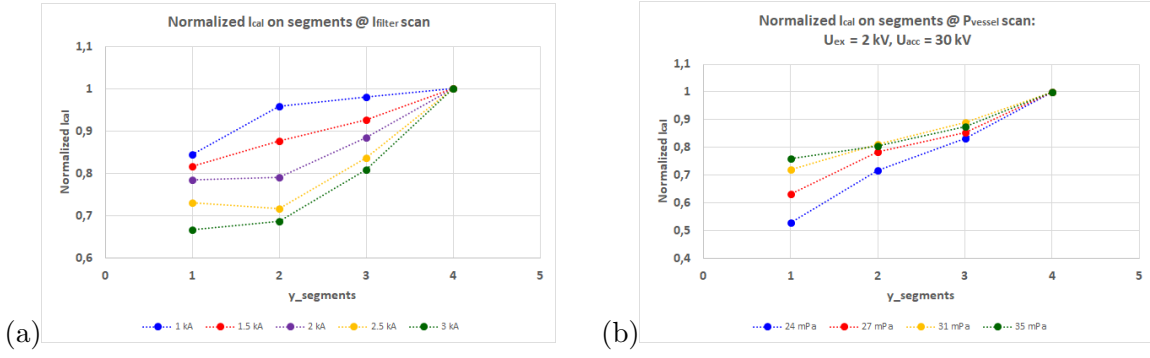 Normalized Ical on segments @ Ifilter scan
1,1
1
0,9
0,8
0,7
0,6
Normalized Ical
0 1 2 3 4 5
y_segments
1 kA 1.5 kA 2 kA 2.5 kA 3 kA
(a)
Normalized Ical on segments @ Pvessel scan:
Uex = 2 kV, Uacc = 30 kV
1,1
1
0,9
0,8
0,7
0,6
0,5
0,4
Normalized Ical
0 1 2 3 4 5
y_segments
24 mPa 27 mPa 31 mPa 35 mPa
(b)